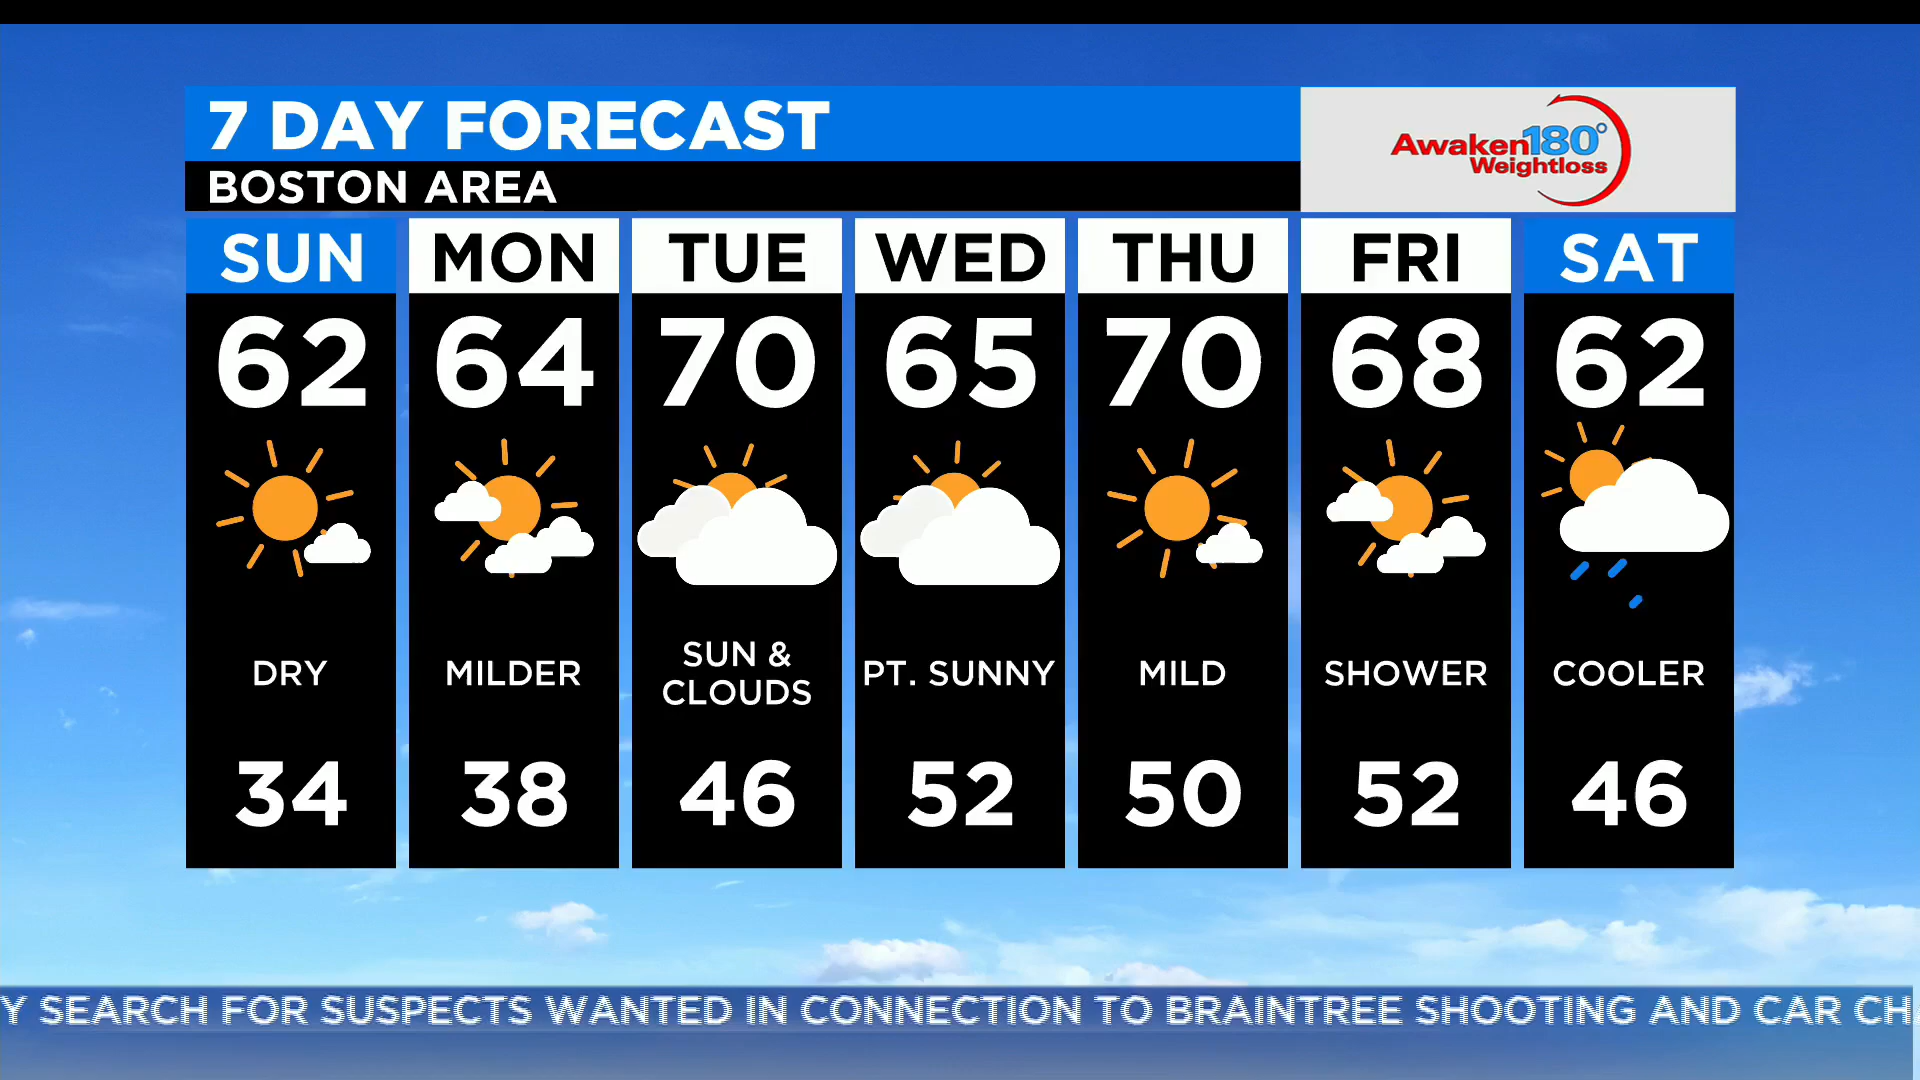 7 DAY FORECAST
BOSTON AREA
Awaken180°
Weightloss
SUN MON TUE WED THU FRI SAT
62 64 70 65 70 68 62
DRY MILDER SUN & CLOUDS PT. SUNNY MILD SHOWER COOLER
34 38 46 52 50 52 46
Y SEARCH FOR SUSPECTS WANTED IN CONNECTION TO BRAINTREE SHOOTING AND CAR CH